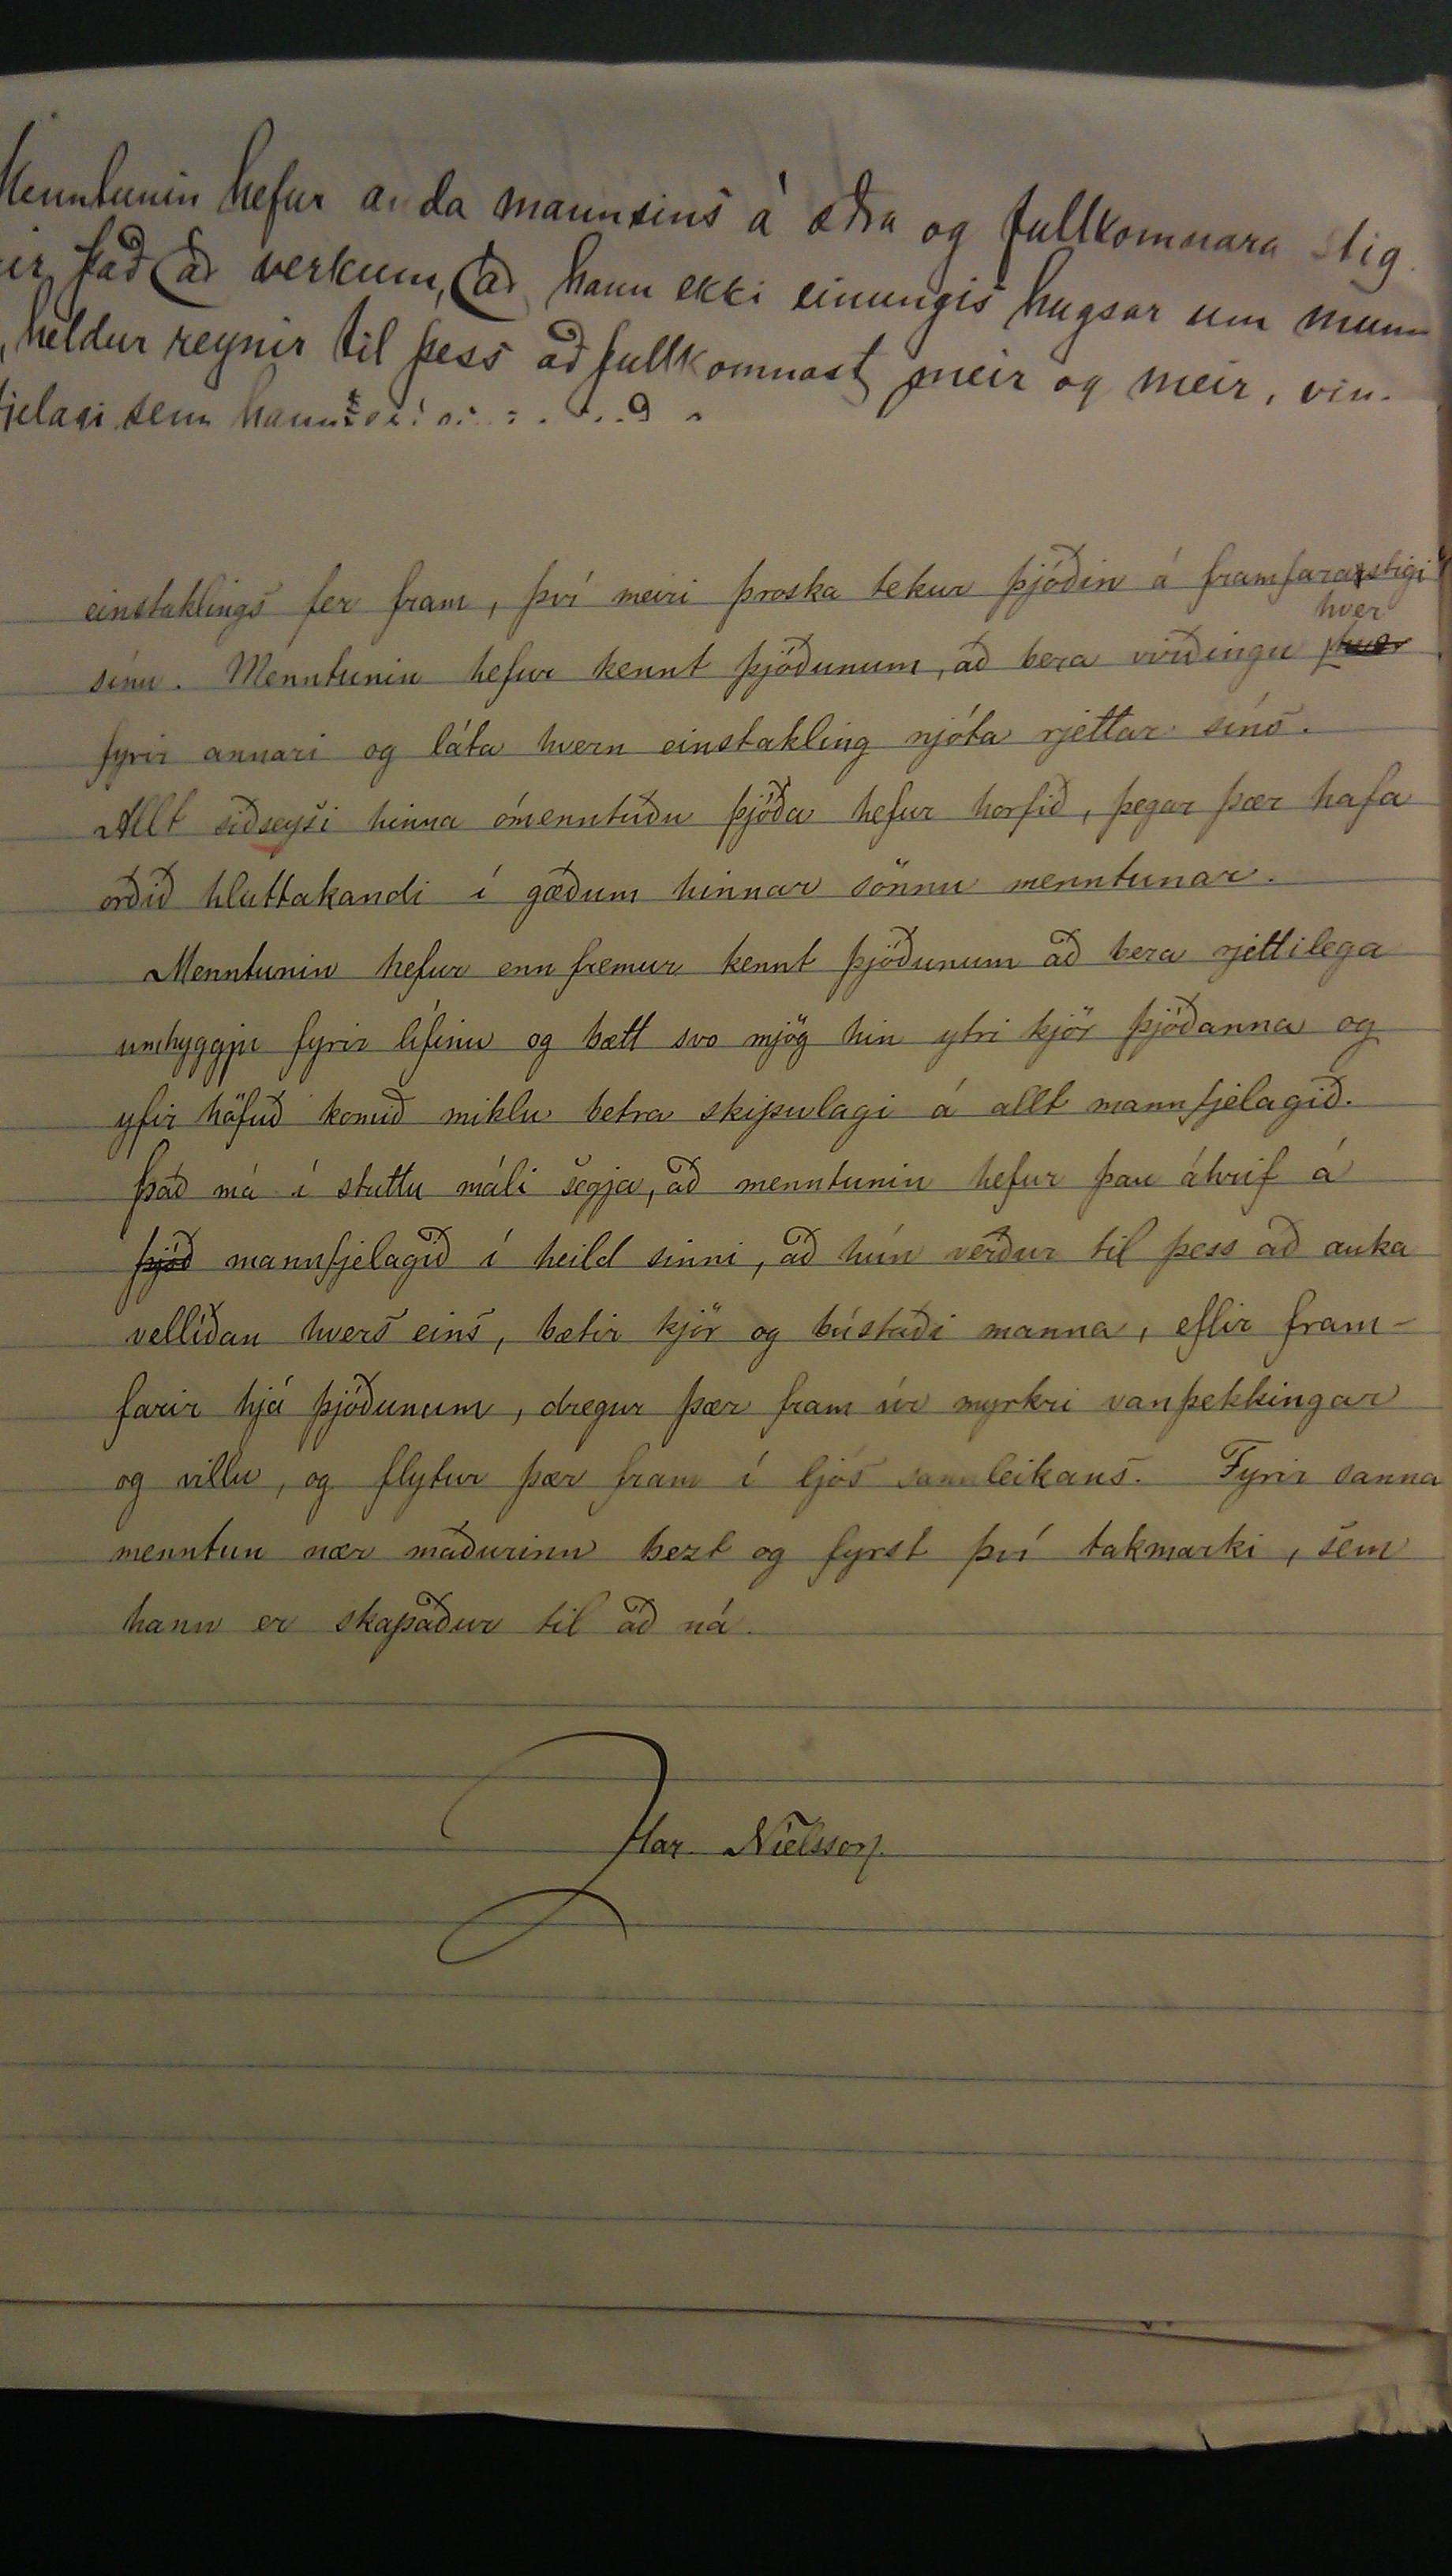 Menntunin hefur anda mannsins á æðra og fullkomnara stig
ir það að verkum, að hann ekki einungis hugsar um munn
, heldur reynir til þess að fullkomnast meir og meir, vin-
fjelagi sem hann
einstaklings fer fram, því meiri þroska tekur þjóðin á framfarastigi
hver
sínu. Menntunin hefur kennt þjóðunum, að bera virðingu hver
fyrir annari og láta hvern einstakling njóta rjettar síns.
Allt siðleysi hinna ómenntuðu þjóða hefur horfið, þegar þær hafa
orðið hluttakandi í gæðum hinnar sönnu menntunar.
Menntunin hefur enn fremur kennt þjóðunum að bera rjettilega
umhyggju fyrir lífinu og bætt svo mjög hin ytri kjör þjóðanna og
yfir höfuð komið miklu betra skipulagi á allt mannfjelagið.
Það má í stuttu máli segja, að menntunin hefur þau áhrif á
þjóð mannfjelagið í heild sinni, að hún verður til þess að auka
vellíðan hvers eins, bætir kjör og bústaði manna, eflir fram-
farir hjá þjóðunum, dregur þær fram úr myrkri vanþekkingar
og villu, og flytur þær fram í ljós sannleikans. Fyrir sanna
menntun nær maðurinn bezt og fyrst því takmarki, sem
hann er skapaður til að ná.
Har. Níelsson.